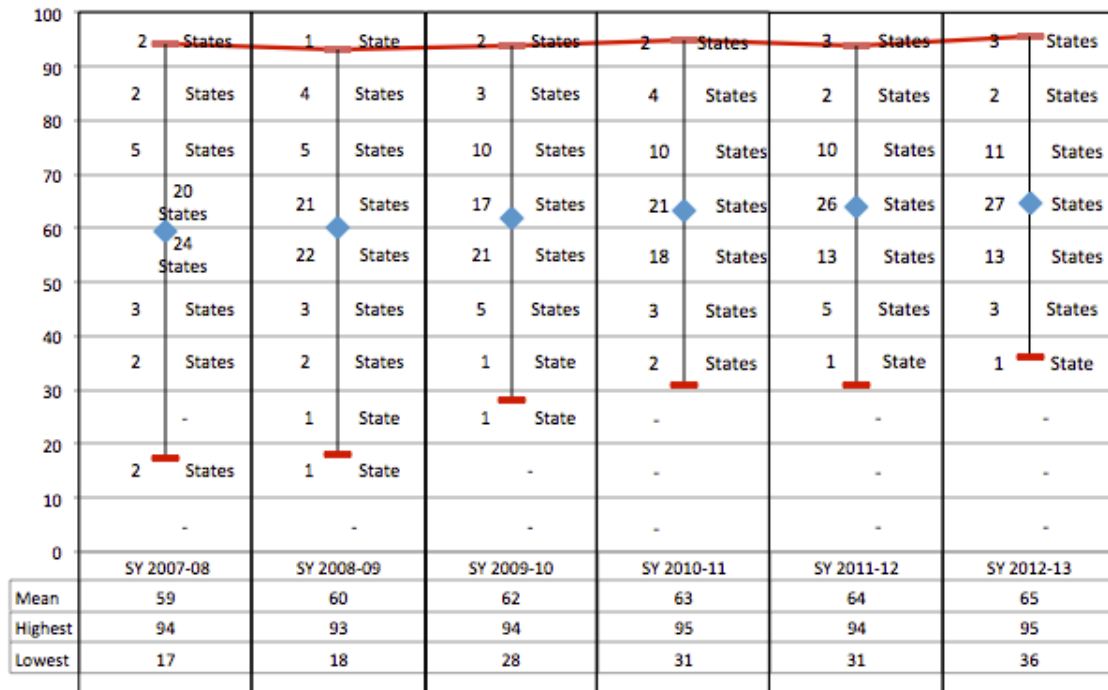 100
2 States 1 State 2 States 2 States 3 States 3 States
90
2 States 4 States 3 States 4 States 2 States 2 States
80
5 States 5 States 10 States 10 States 10 States 11 States
70
20
States 21 States 17 States 21 States 26 States 27 States
60
24
States 22 States 21 States 18 States 13 States 13 States
50
3 States 3 States 5 States 3 States 5 States 3 States
40
2 States 2 States 1 State 2 States 1 State 1 State
30
- 1 State 1 State - - -
20
2 States 1 State - - - -
10
- - - - - -
0
SY 2007-08 SY 2008-09 SY 2009-10 SY 2010-11 SY 2011-12 SY 2012-13
Mean 59 60 62 63 64 65
Highest 94 93 94 95 94 95
Lowest 17 18 28 31 31 36